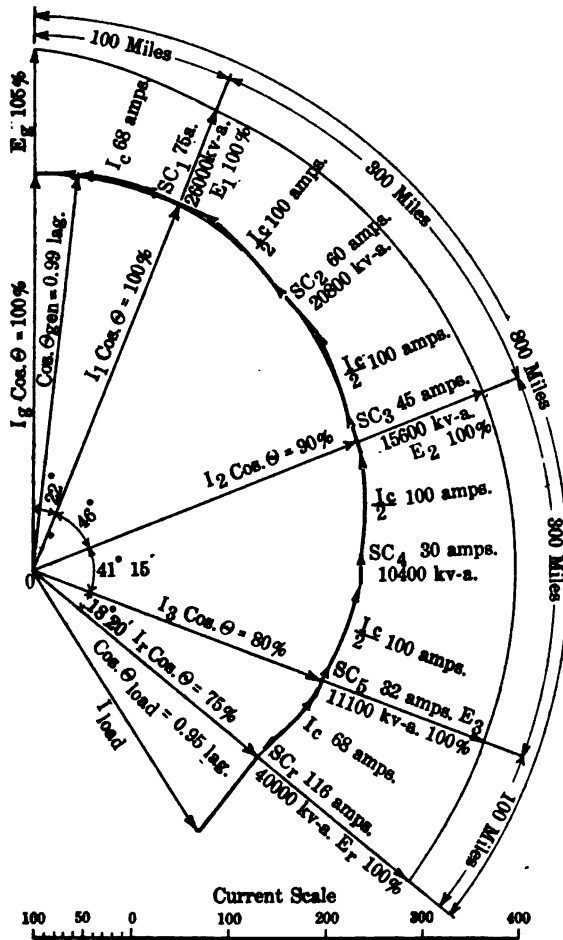 100 Miles
E_g 105%
I_c 68 amps.
SC_1 75a.
26000kv-a.
E_1 100%
I_c/2 100 amps.
300 Miles
SC_2 60 amps.
20800 kv-a.
I_g Cos.Θ = 100%
Cos.Θgen = 0.99 lag.
I_1 Cos.Θ = 100%
I_c/2 100 amps.
800 Miles
SC_3 45 amps.
15600 kv-a.
E_2 100%
I_2 Cos.Θ = 90%
22°
46°
I_c/2 100 amps.
300 Miles
0
41° 15′
SC_4 30 amps.
10400 kv-a.
18°20′
I_3 Cos.Θ = 80%
I_c/2 100 amps.
I_r Cos.Θ = 75%
SC_5 32 amps. E_3
11100 kv-a. 100%
Cos.Θload = 0.95 lag.
I load
I_c 68 amps.
SC_r 116 amps.
40000 kv-a. E_r 100%
100 Miles
Current Scale
100 50 0 100 200 300 400